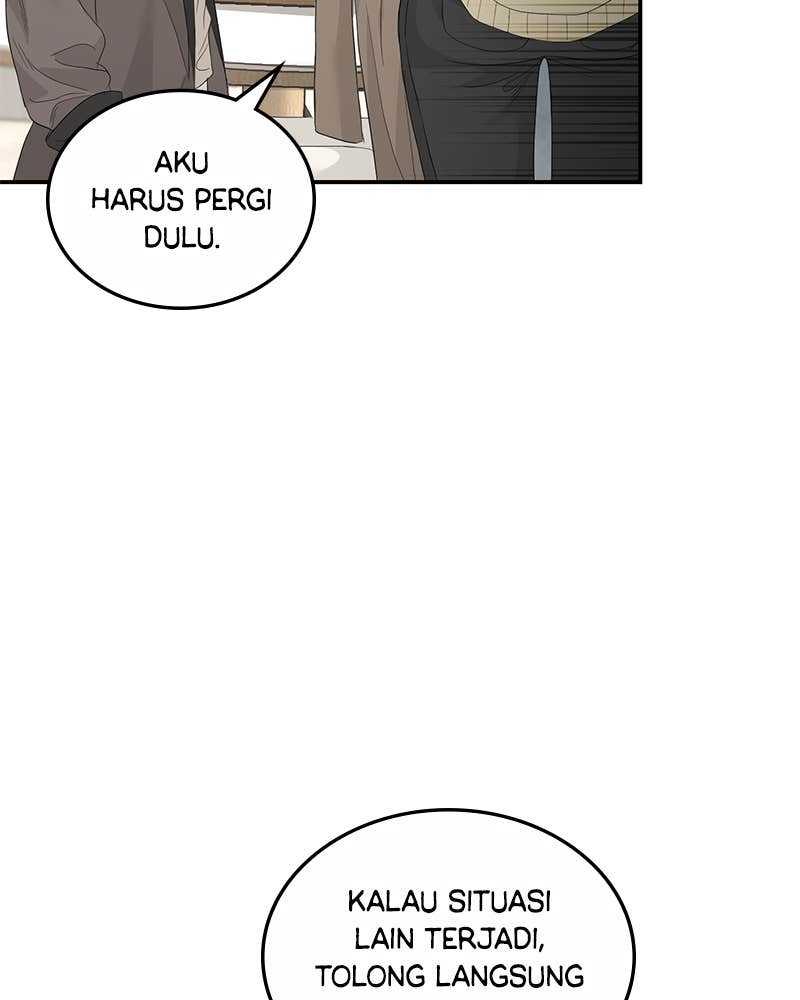 AKU
HARUS PERGI
DULU.
KALAU SITUASI
LAIN TERJADI,
TOLONG LANGSUNG